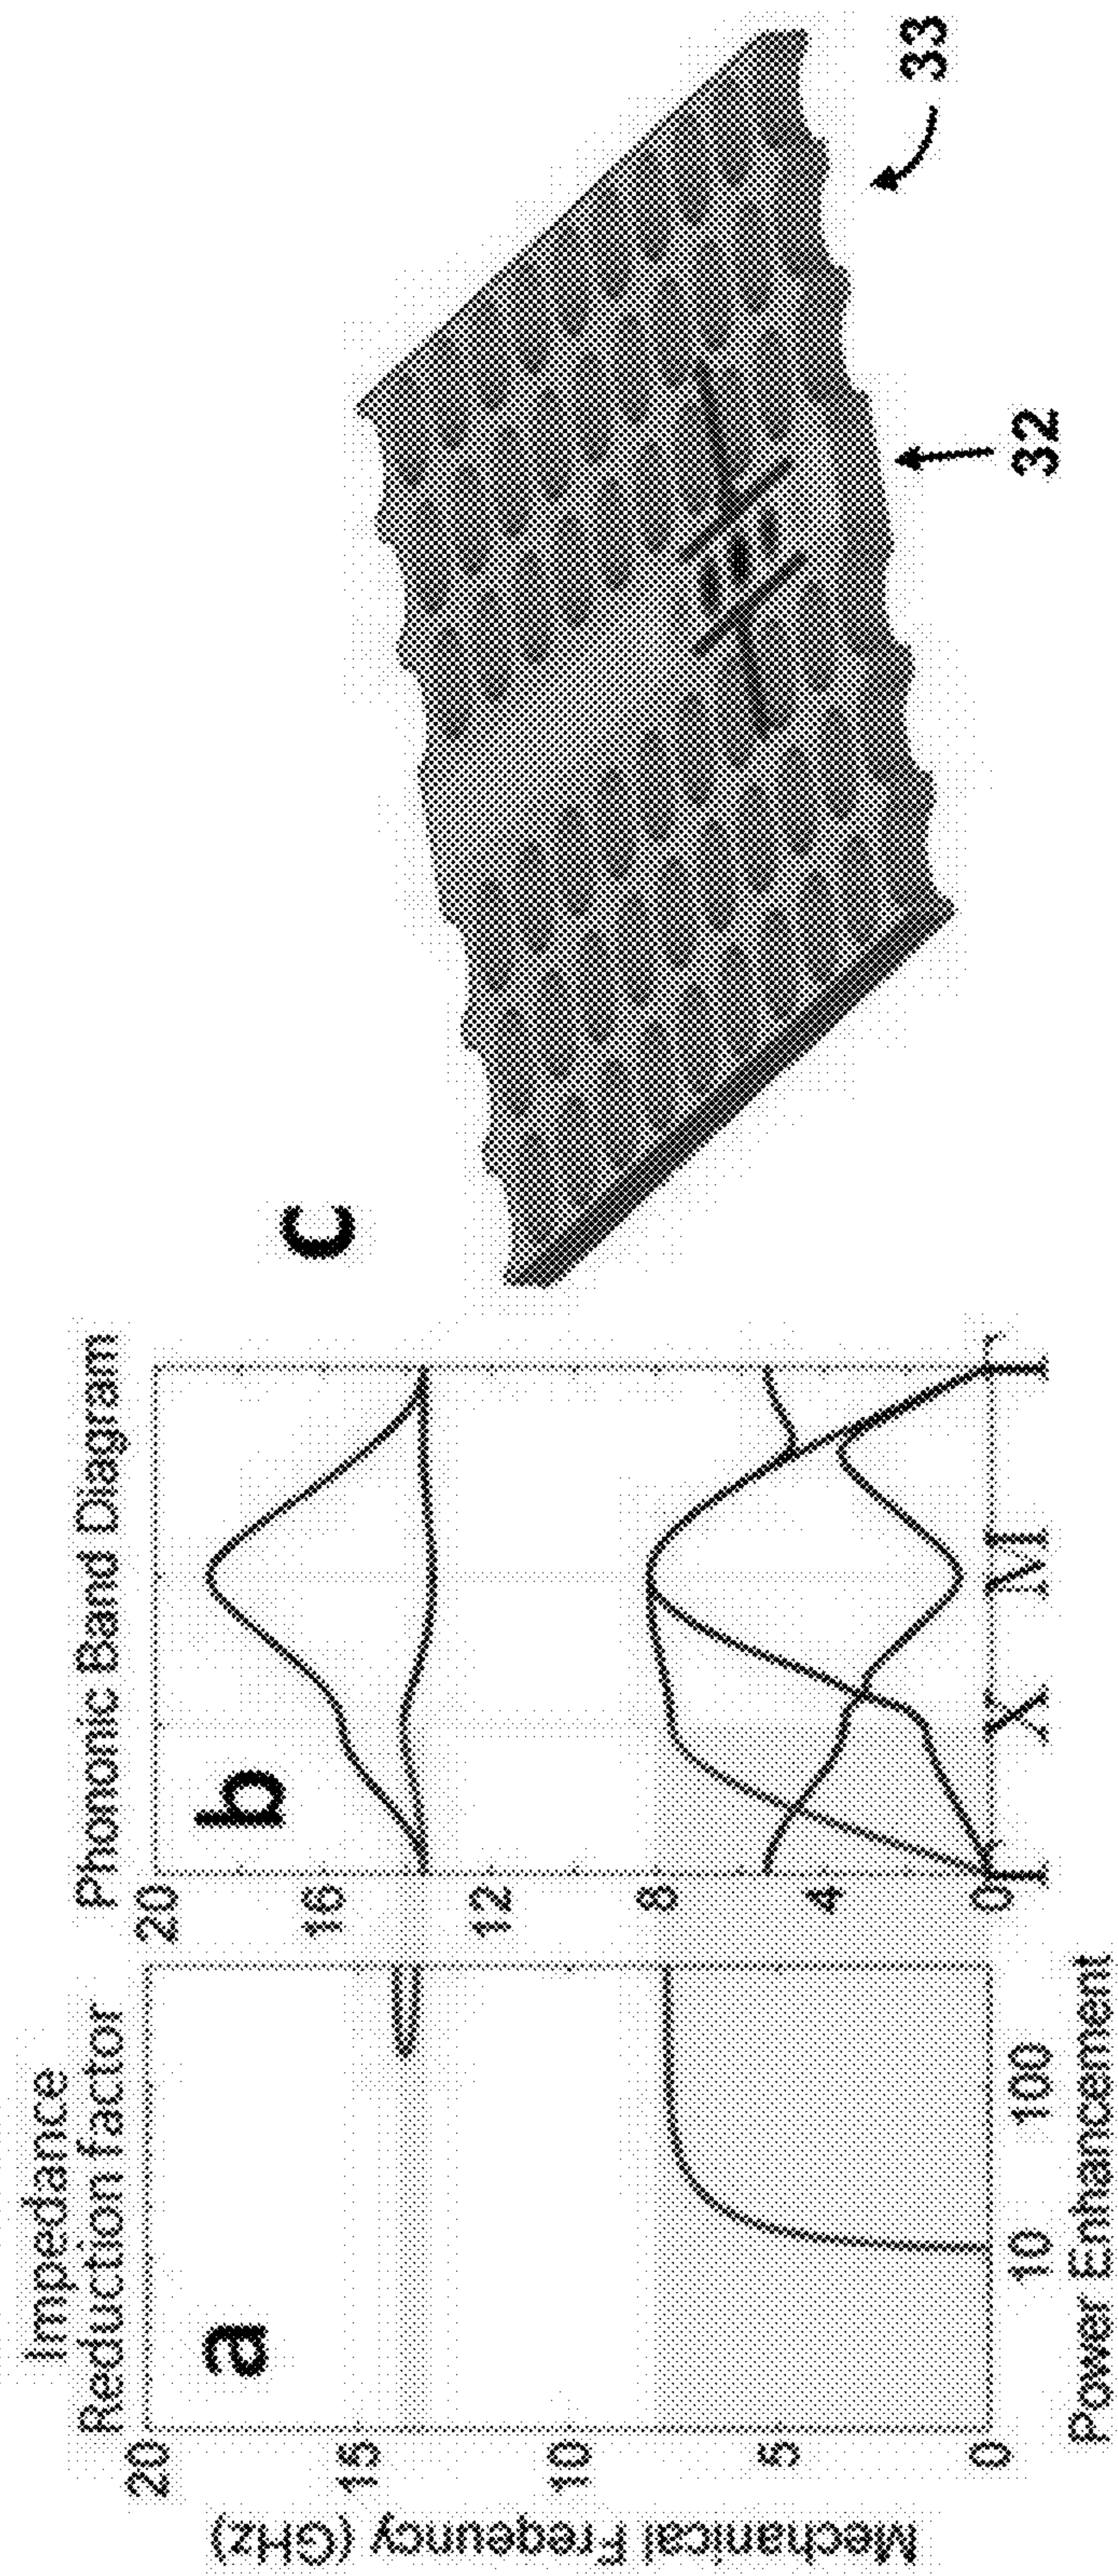 Impedance
Reduction factor
a
20
15
10
5
0
Mechanical Freqeuncy (GHz)
10
100
Power Enhancement
Phononic Band Diagram
b
20
16
12
8
4
0
Γ
X
M
Γ
c
32
33